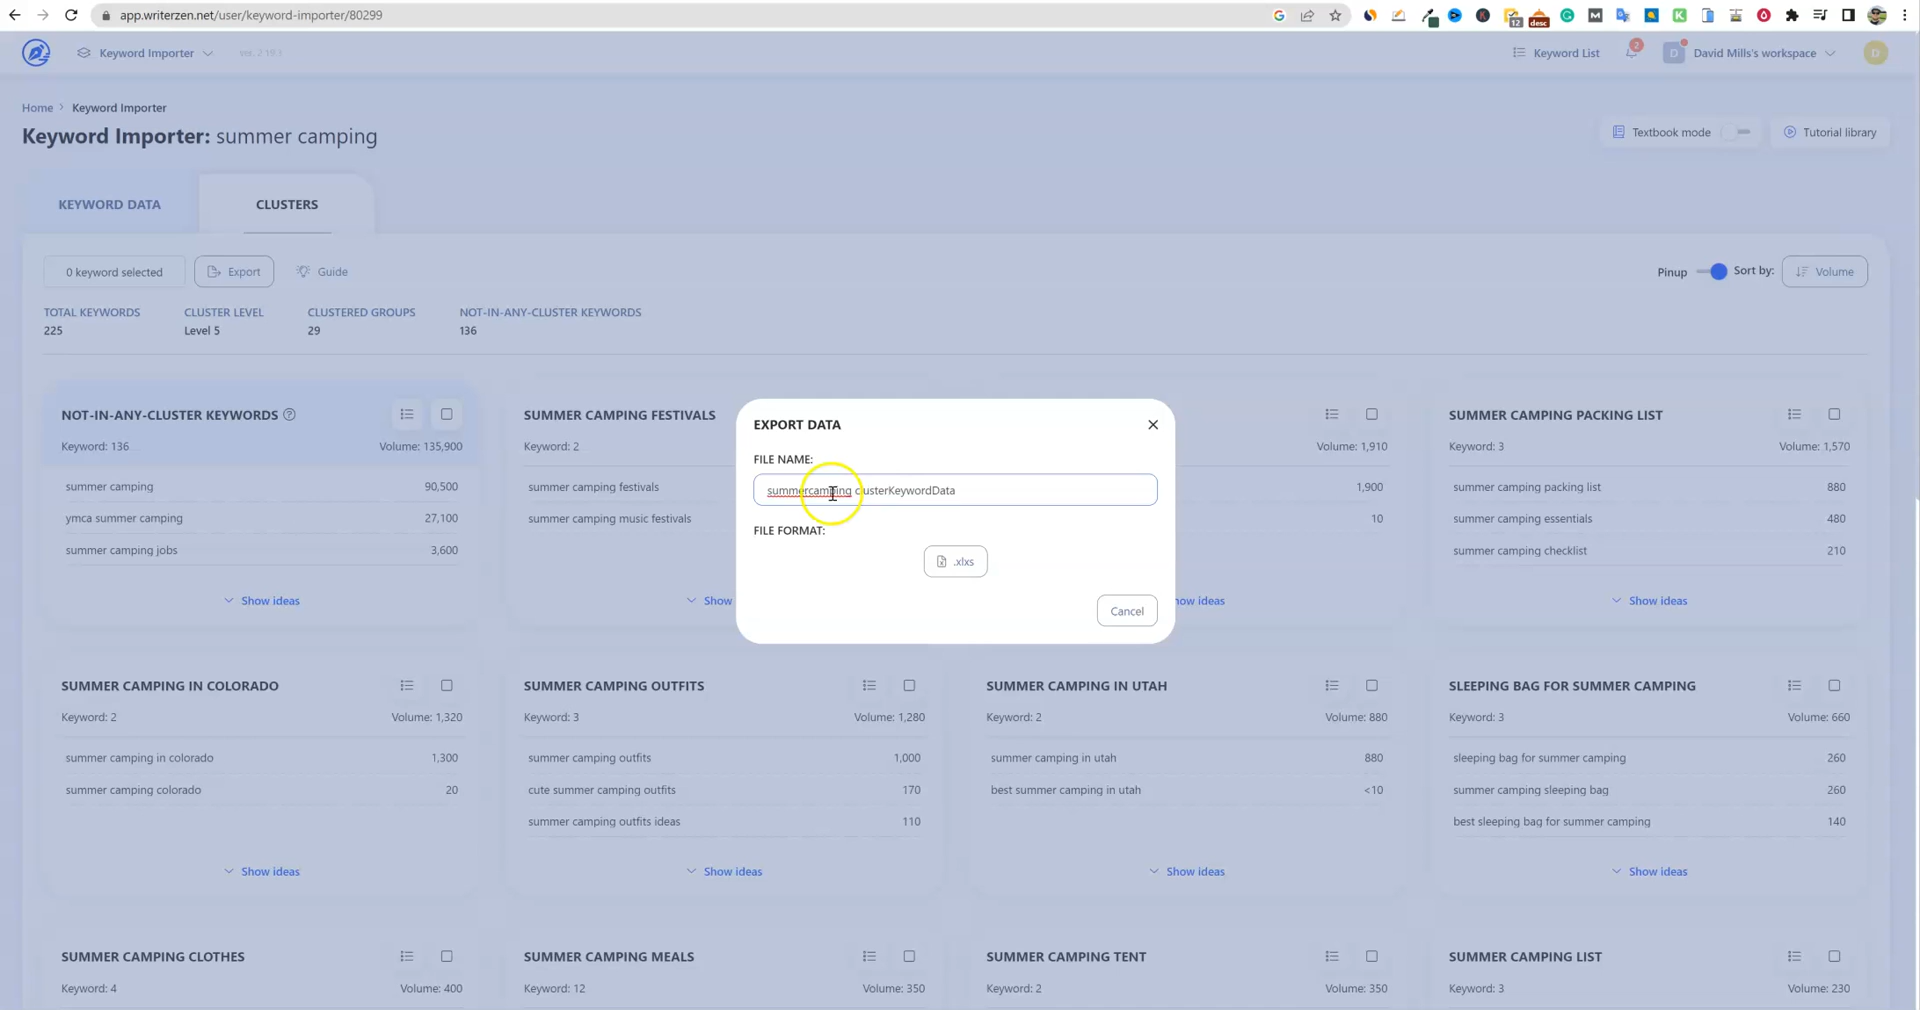 app.writerzen.net/user/keyword-importer/80299
12
desc
Keyword Importer
Ver. 2.19.1
Keyword List
2
D
David Mills's workspace
D
Home > Keyword Importer
Keyword Importer: summer camping
Textbook mode
Tutorial library
KEYWORD DATA
CLUSTERS
0 keyword selected
Export
Guide
Pinup
Sort by:
Volume
TOTAL KEYWORDS
225
CLUSTER LEVEL
Level 5
CLUSTERED GROUPS
29
NOT-IN-ANY-CLUSTER KEYWORDS
136
NOT-IN-ANY-CLUSTER KEYWORDS
Keyword: 136
Volume: 135,900
summer camping 90,500
ymca summer camping 27,100
summer camping jobs 3,600
Show ideas
SUMMER CAMPING FESTIVALS
Keyword: 2
summer camping festivals
summer camping music festivals
Show
Volume: 1,910
1,900
10
ow ideas
SUMMER CAMPING PACKING LIST
Keyword: 3
Volume: 1,570
summer camping packing list 880
summer camping essentials 480
summer camping checklist 210
Show ideas
EXPORT DATA
FILE NAME:
summercamping clusterKeywordData
FILE FORMAT:
.xlxs
Cancel
SUMMER CAMPING IN COLORADO
Keyword: 2
Volume: 1,320
summer camping in colorado 1,300
summer camping colorado 20
Show ideas
SUMMER CAMPING OUTFITS
Keyword: 3
Volume: 1,280
summer camping outfits 1,000
cute summer camping outfits 170
summer camping outfits ideas 110
Show ideas
SUMMER CAMPING IN UTAH
Keyword: 2
Volume: 880
summer camping in utah 880
best summer camping in utah <10
Show ideas
SLEEPING BAG FOR SUMMER CAMPING
Keyword: 3
Volume: 660
sleeping bag for summer camping 260
summer camping sleeping bag 260
best sleeping bag for summer camping 140
Show ideas
SUMMER CAMPING CLOTHES
Keyword: 4
Volume: 400
SUMMER CAMPING MEALS
Keyword: 12
Volume: 350
SUMMER CAMPING TENT
Keyword: 2
Volume: 350
SUMMER CAMPING LIST
Keyword: 3
Volume: 230